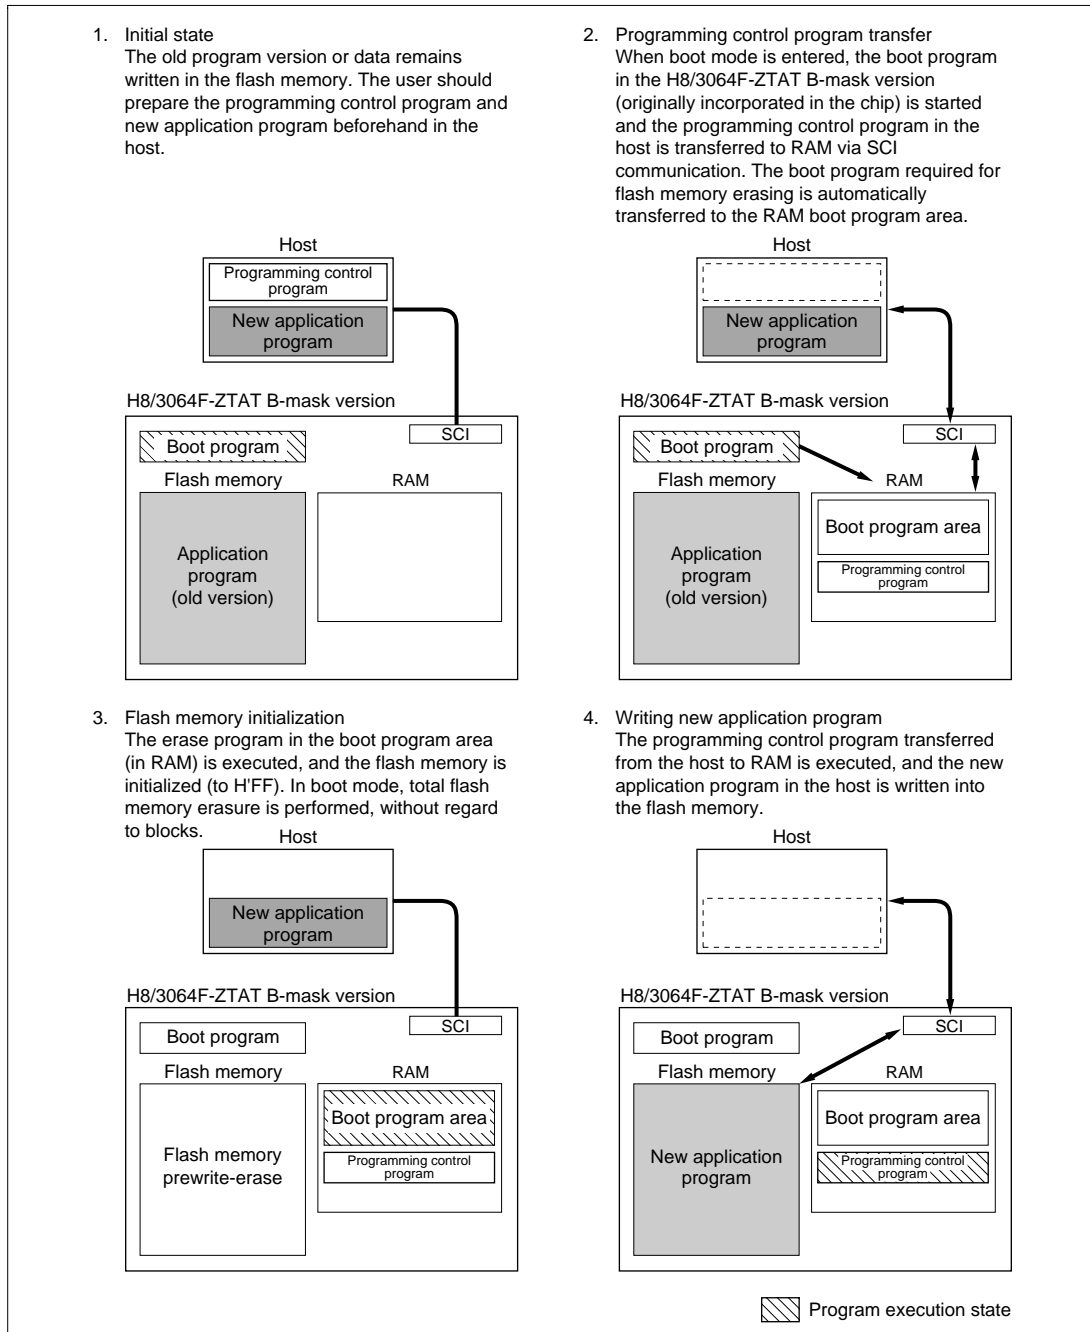 1. Initial state
The old program version or data remains
written in the flash memory. The user should
prepare the programming control program and
new application program beforehand in the
host.
Host
Programming control
program
New application
program
H8/3064F-ZTAT B-mask version
SCI
Boot program
Flash memory
RAM
Application
program
(old version)
2. Programming control program transfer
When boot mode is entered, the boot program
in the H8/3064F-ZTAT B-mask version
(originally incorporated in the chip) is started
and the programming control program in the
host is transferred to RAM via SCI
communication. The boot program required for
flash memory erasing is automatically
transferred to the RAM boot program area.
Host
New application
program
H8/3064F-ZTAT B-mask version
SCI
Boot program
Flash memory
RAM
Boot program area
Application
program
(old version)
Programming control
program
3. Flash memory initialization
The erase program in the boot program area
(in RAM) is executed, and the flash memory is
initialized (to H'FF). In boot mode, total flash
memory erasure is performed, without regard
to blocks.
Host
New application
program
H8/3064F-ZTAT B-mask version
SCI
Boot program
Flash memory
RAM
Boot program area
Flash memory
prewrite-erase
Programming control
program
4. Writing new application program
The programming control program transferred
from the host to RAM is executed, and the new
application program in the host is written into
the flash memory.
Host
H8/3064F-ZTAT B-mask version
SCI
Boot program
Flash memory
RAM
Boot program area
New application
program
Programming control
program
Program execution state